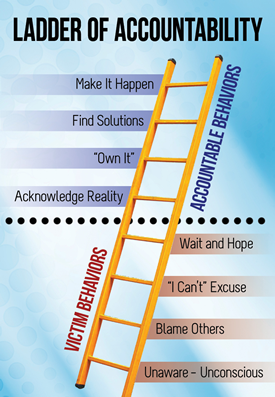 LADDER OF ACCOUNTABILITY
Make It Happen
Find Solutions
"Own It"
Acknowledge Reality
ACCOUNTABLE BEHAVIORS
VICTIM BEHAVIORS
Wait and Hope
"I Can't" Excuse
Blame Others
Unaware - Unconscious